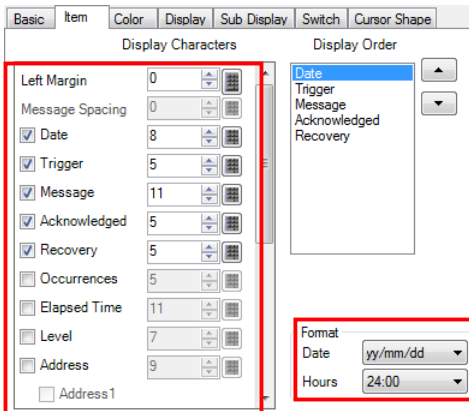 Basic Item Color Display Sub Display Switch Cursor Shape
Display Characters
Display Order
Left Margin 0
Message Spacing 0
Date 8
Trigger 5
Message 11
Acknowledged 5
Recovery 5
Occurrences 5
Elapsed Time 11
Level 7
Address 9
Address1
Date
Trigger
Message
Acknowledged
Recovery
Format
Date yy/mm/dd
Hours 24:00